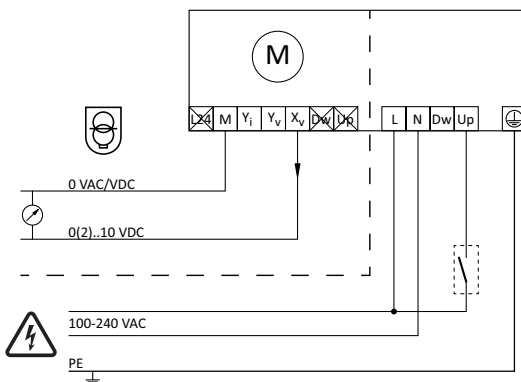 M
L24 M Yi Yv Xv Dw Up L N Dw Up
0 VAC/VDC
0(2)..10 VDC
100-240 VAC
PE